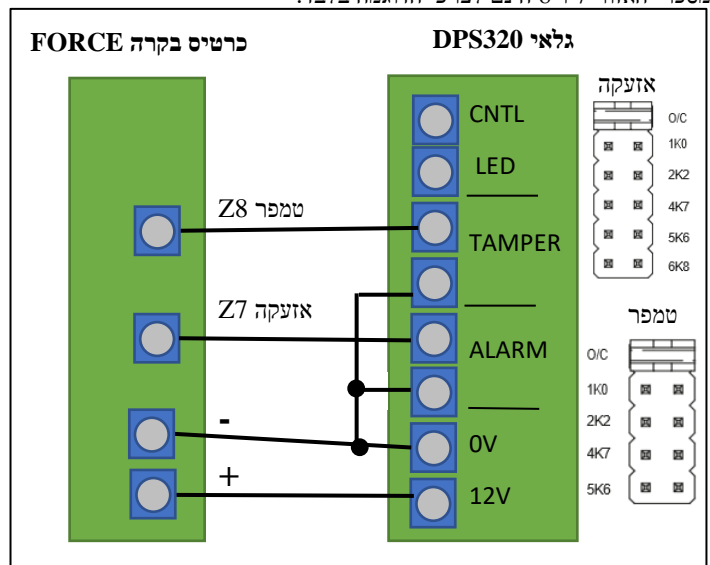 גלאי DPS320
כרטיס בקרה FORCE
אזעקה
CNTL
O/C
1K0
LED
2K2
טמפר Z8
4K7
TAMPER
5K6
6K8
אזעקה Z7
טמפר
ALARM
O/C
1K0
-
2K2
0V
4K7
+
12V
5K6